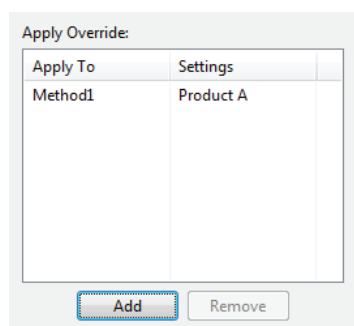 Apply Override:
Apply To Settings
Method1 Product A
Add Remove